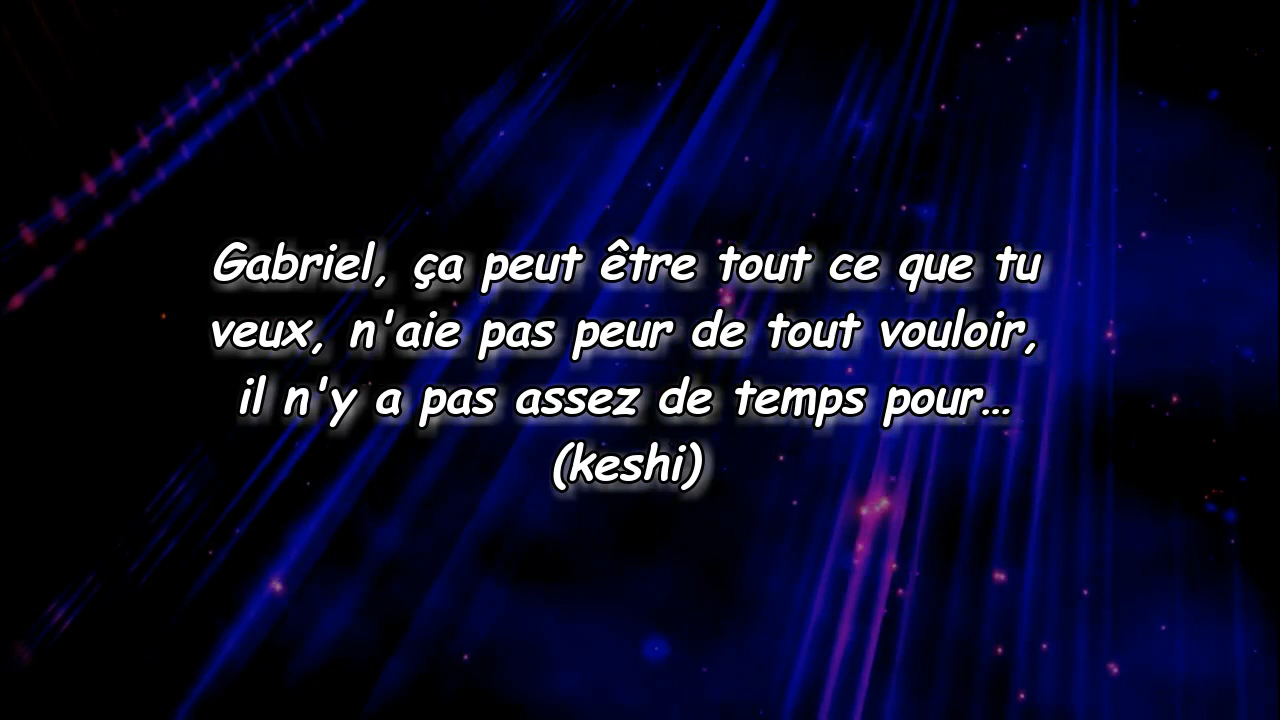 Gabriel, ça peut être tout ce que tu
veux, n'aie pas peur de tout vouloir,
il n'y a pas assez de temps pour...
(keshi)